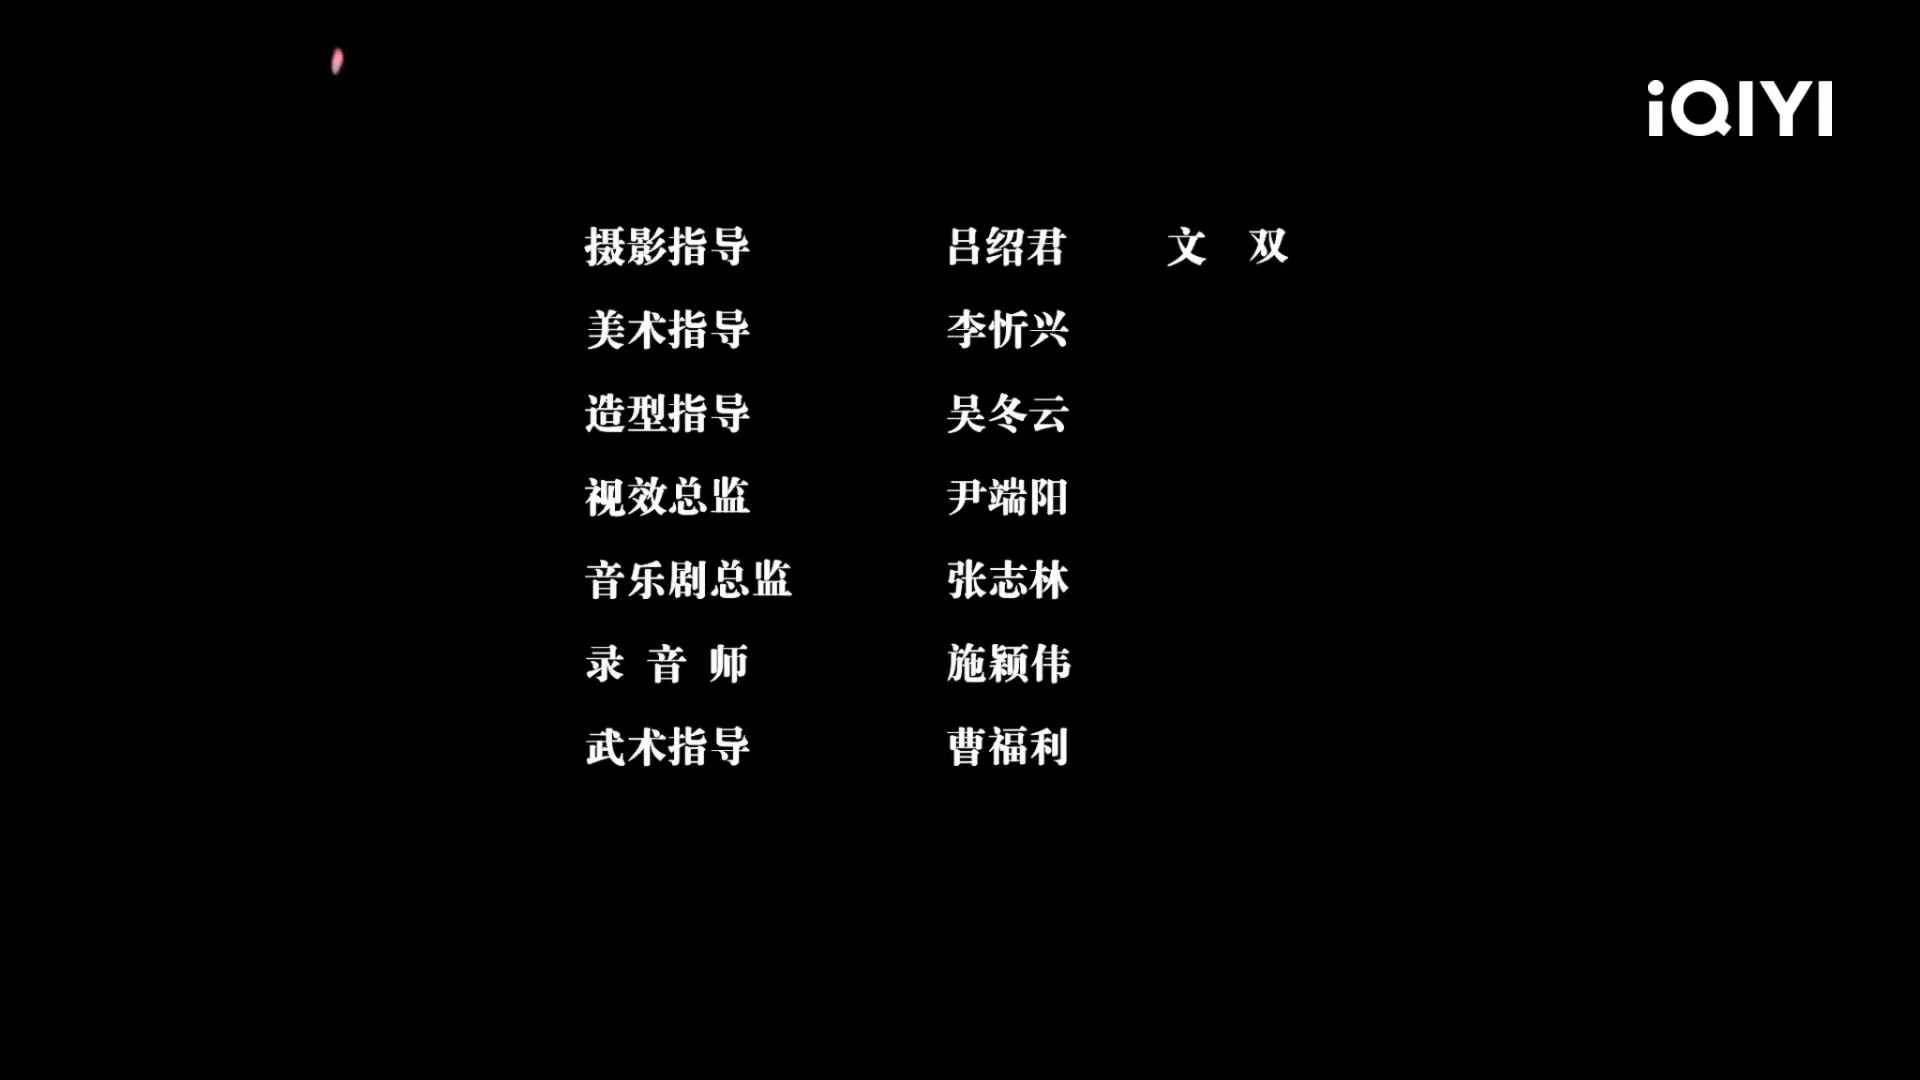 iQIYI
摄影指导 吕绍君 文 双
美术指导 李忻兴
造型指导 吴冬云
视效总监 尹端阳
音乐剧总监 张志林
录 音 师 施颖伟
武术指导 曹福利